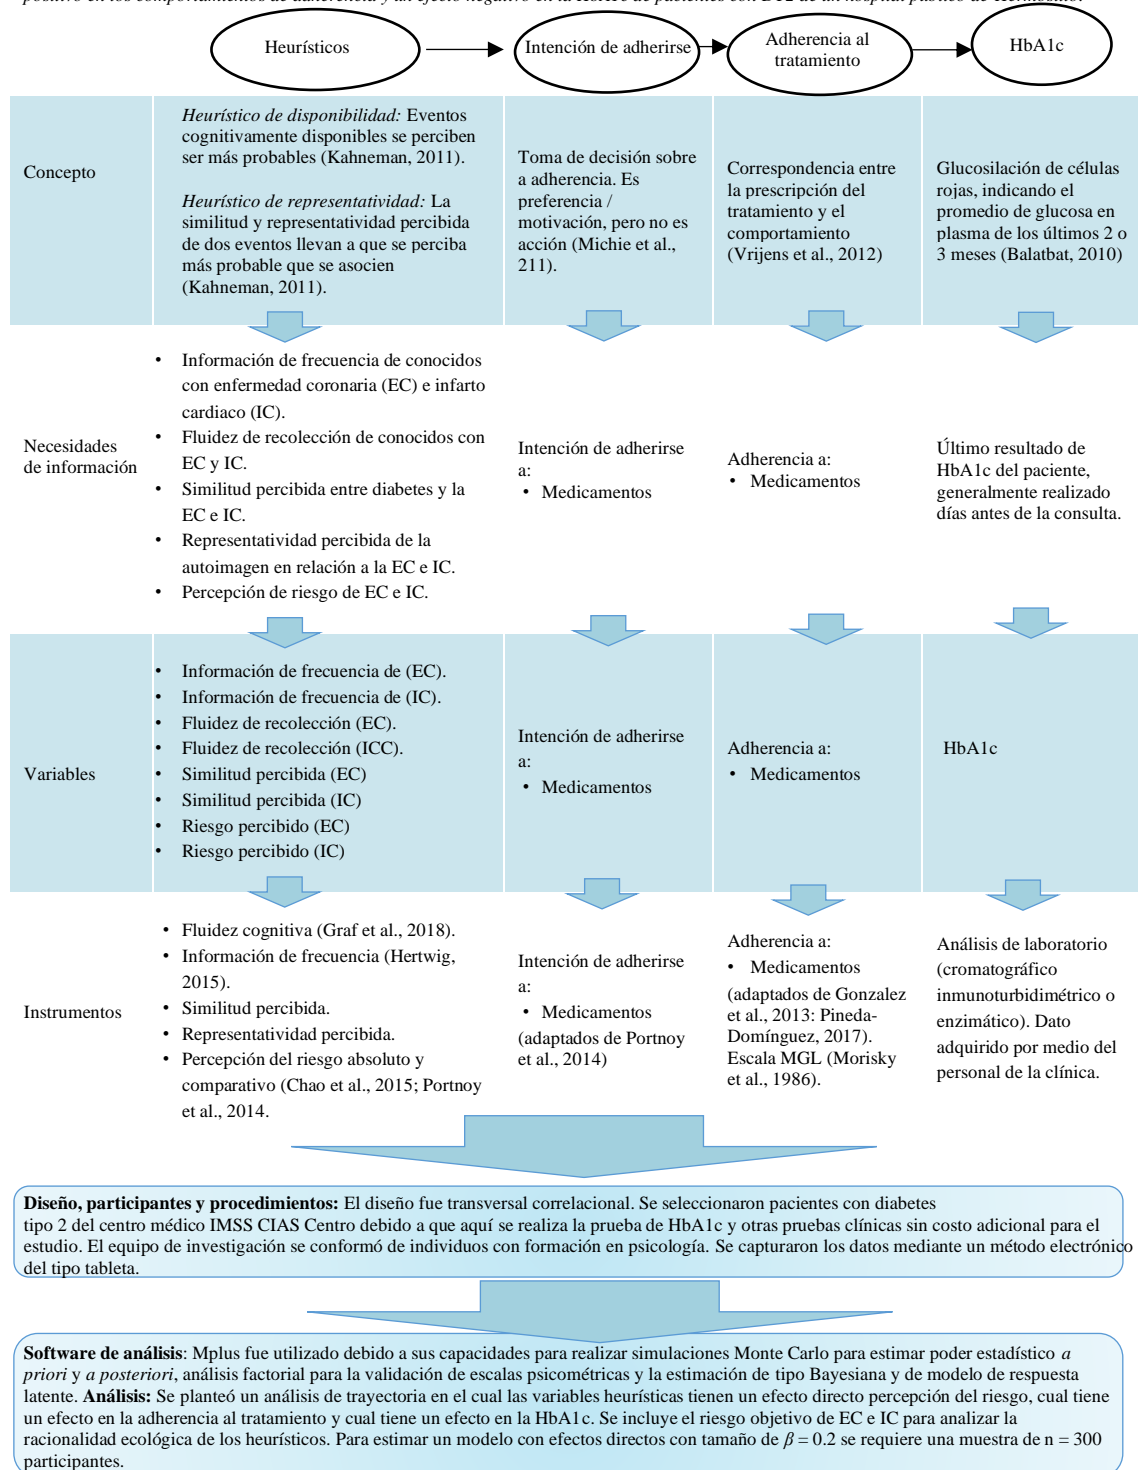 positivo en los comportamientos de adherencia y un efecto negativo en la HbA1c de pacientes con DT2 de un hospital público de Hermosillo.
Heurísticos
Intención de adherirse
Adherencia al
tratamiento
HbA1c
Concepto
Heurístico de disponibilidad: Eventos
cognitivamente disponibles se perciben
ser más probables (Kahneman, 2011).
Heurístico de representatividad: La
similitud y representatividad percibida
de dos eventos llevan a que se perciba
más probable que se asocien
(Kahneman, 2011).
Toma de decisión sobre
a adherencia. Es
preferencia /
motivación, pero no es
acción (Michie et al.,
211).
Correspondencia entre
la prescripción del
tratamiento y el
comportamiento
(Vrijens et al., 2012)
Glucosilación de células
rojas, indicando el
promedio de glucosa en
plasma de los últimos 2 o
3 meses (Balatbat, 2010)
Necesidades
de información
• Información de frecuencia de conocidos
con enfermedad coronaria (EC) e infarto
cardiaco (IC).
• Fluidez de recolección de conocidos con
EC y IC.
• Similitud percibida entre diabetes y la
EC e IC.
• Representatividad percibida de la
autoimagen en relación a la EC e IC.
• Percepción de riesgo de EC e IC.
Intención de adherirse
a:
• Medicamentos
Adherencia a:
• Medicamentos
Último resultado de
HbA1c del paciente,
generalmente realizado
días antes de la consulta.
Variables
• Información de frecuencia de (EC).
• Información de frecuencia de (IC).
• Fluidez de recolección (EC).
• Fluidez de recolección (ICC).
• Similitud percibida (EC)
• Similitud percibida (IC)
• Riesgo percibido (EC)
• Riesgo percibido (IC)
Intención de adherirse
a:
• Medicamentos
Adherencia a:
• Medicamentos
HbA1c
Instrumentos
• Fluidez cognitiva (Graf et al., 2018).
• Información de frecuencia (Hertwig,
2015).
• Similitud percibida.
• Representatividad percibida.
• Percepción del riesgo absoluto y
comparativo (Chao et al., 2015; Portnoy
et al., 2014.
Intención de adherirse
a:
• Medicamentos
(adaptados de Portnoy
et al., 2014)
Adherencia a:
• Medicamentos
(adaptados de Gonzalez
et al., 2013: Pineda-
Domínguez, 2017).
Escala MGL (Morisky
et al., 1986).
Análisis de laboratorio
(cromatográfico
inmunoturbidimétrico o
enzimático). Dato
adquirido por medio del
personal de la clínica.
Diseño, participantes y procedimientos: El diseño fue transversal correlacional. Se seleccionaron pacientes con diabetes
tipo 2 del centro médico IMSS CIAS Centro debido a que aquí se realiza la prueba de HbA1c y otras pruebas clínicas sin costo adicional para el
estudio. El equipo de investigación se conformó de individuos con formación en psicología. Se capturaron los datos mediante un método electrónico
del tipo tableta.
Software de análisis: Mplus fue utilizado debido a sus capacidades para realizar simulaciones Monte Carlo para estimar poder estadístico a
priori y a posteriori, análisis factorial para la validación de escalas psicométricas y la estimación de tipo Bayesiana y de modelo de respuesta
latente. Análisis: Se planteó un análisis de trayectoria en el cual las variables heurísticas tienen un efecto directo percepción del riesgo, cual tiene
un efecto en la adherencia al tratamiento y cual tiene un efecto en la HbA1c. Se incluye el riesgo objetivo de EC e IC para analizar la
racionalidad ecológica de los heurísticos. Para estimar un modelo con efectos directos con tamaño de β = 0.2 se requiere una muestra de n = 300
participantes.